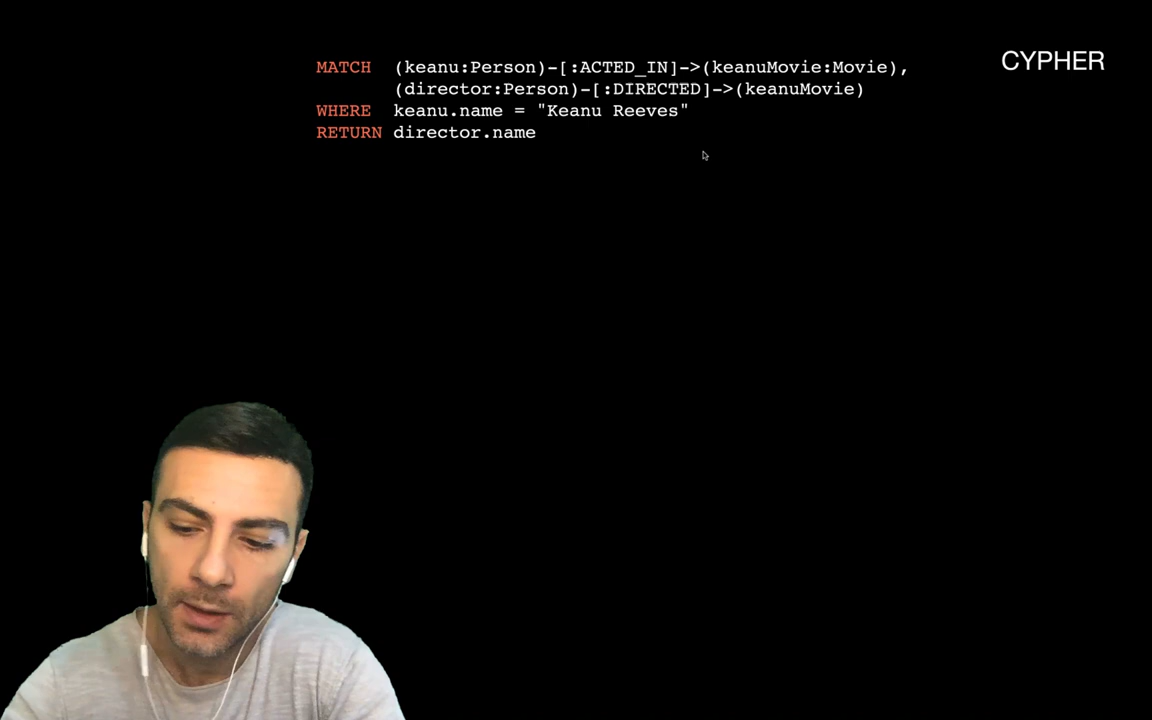 CYPHER
MATCH (keanu:Person)-[:ACTED_IN]->(keanuMovie:Movie),
(director:Person)-[:DIRECTED]->(keanuMovie)
WHERE keanu.name = "Keanu Reeves"
RETURN director.name